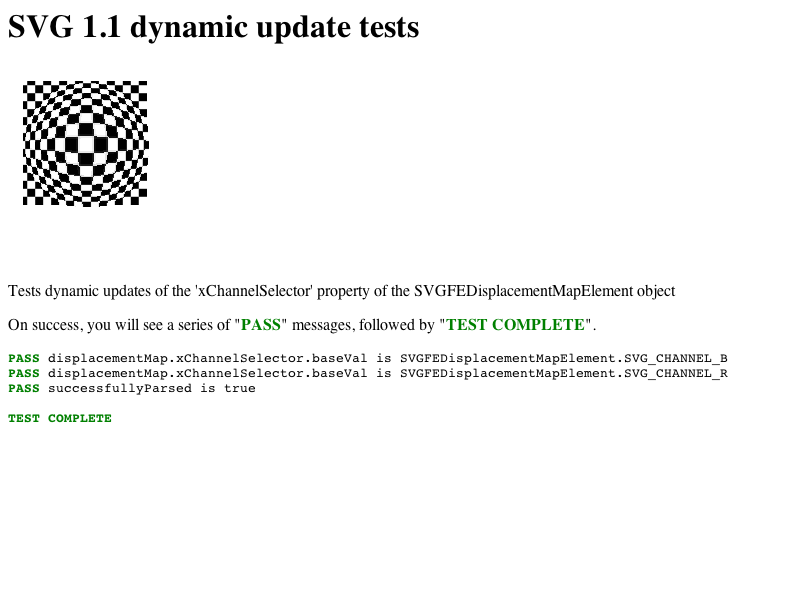 SVG 1.1 dynamic update tests
Tests dynamic updates of the 'xChannelSelector' property of the SVGFEDisplacementMapElement object
On success, you will see a series of "PASS" messages, followed by "TEST COMPLETE".
PASS displacementMap.xChannelSelector.baseVal is SVGFEDisplacementMapElement.SVG_CHANNEL_B
PASS displacementMap.xChannelSelector.baseVal is SVGFEDisplacementMapElement.SVG_CHANNEL_R
PASS successfullyParsed is true
TEST COMPLETE